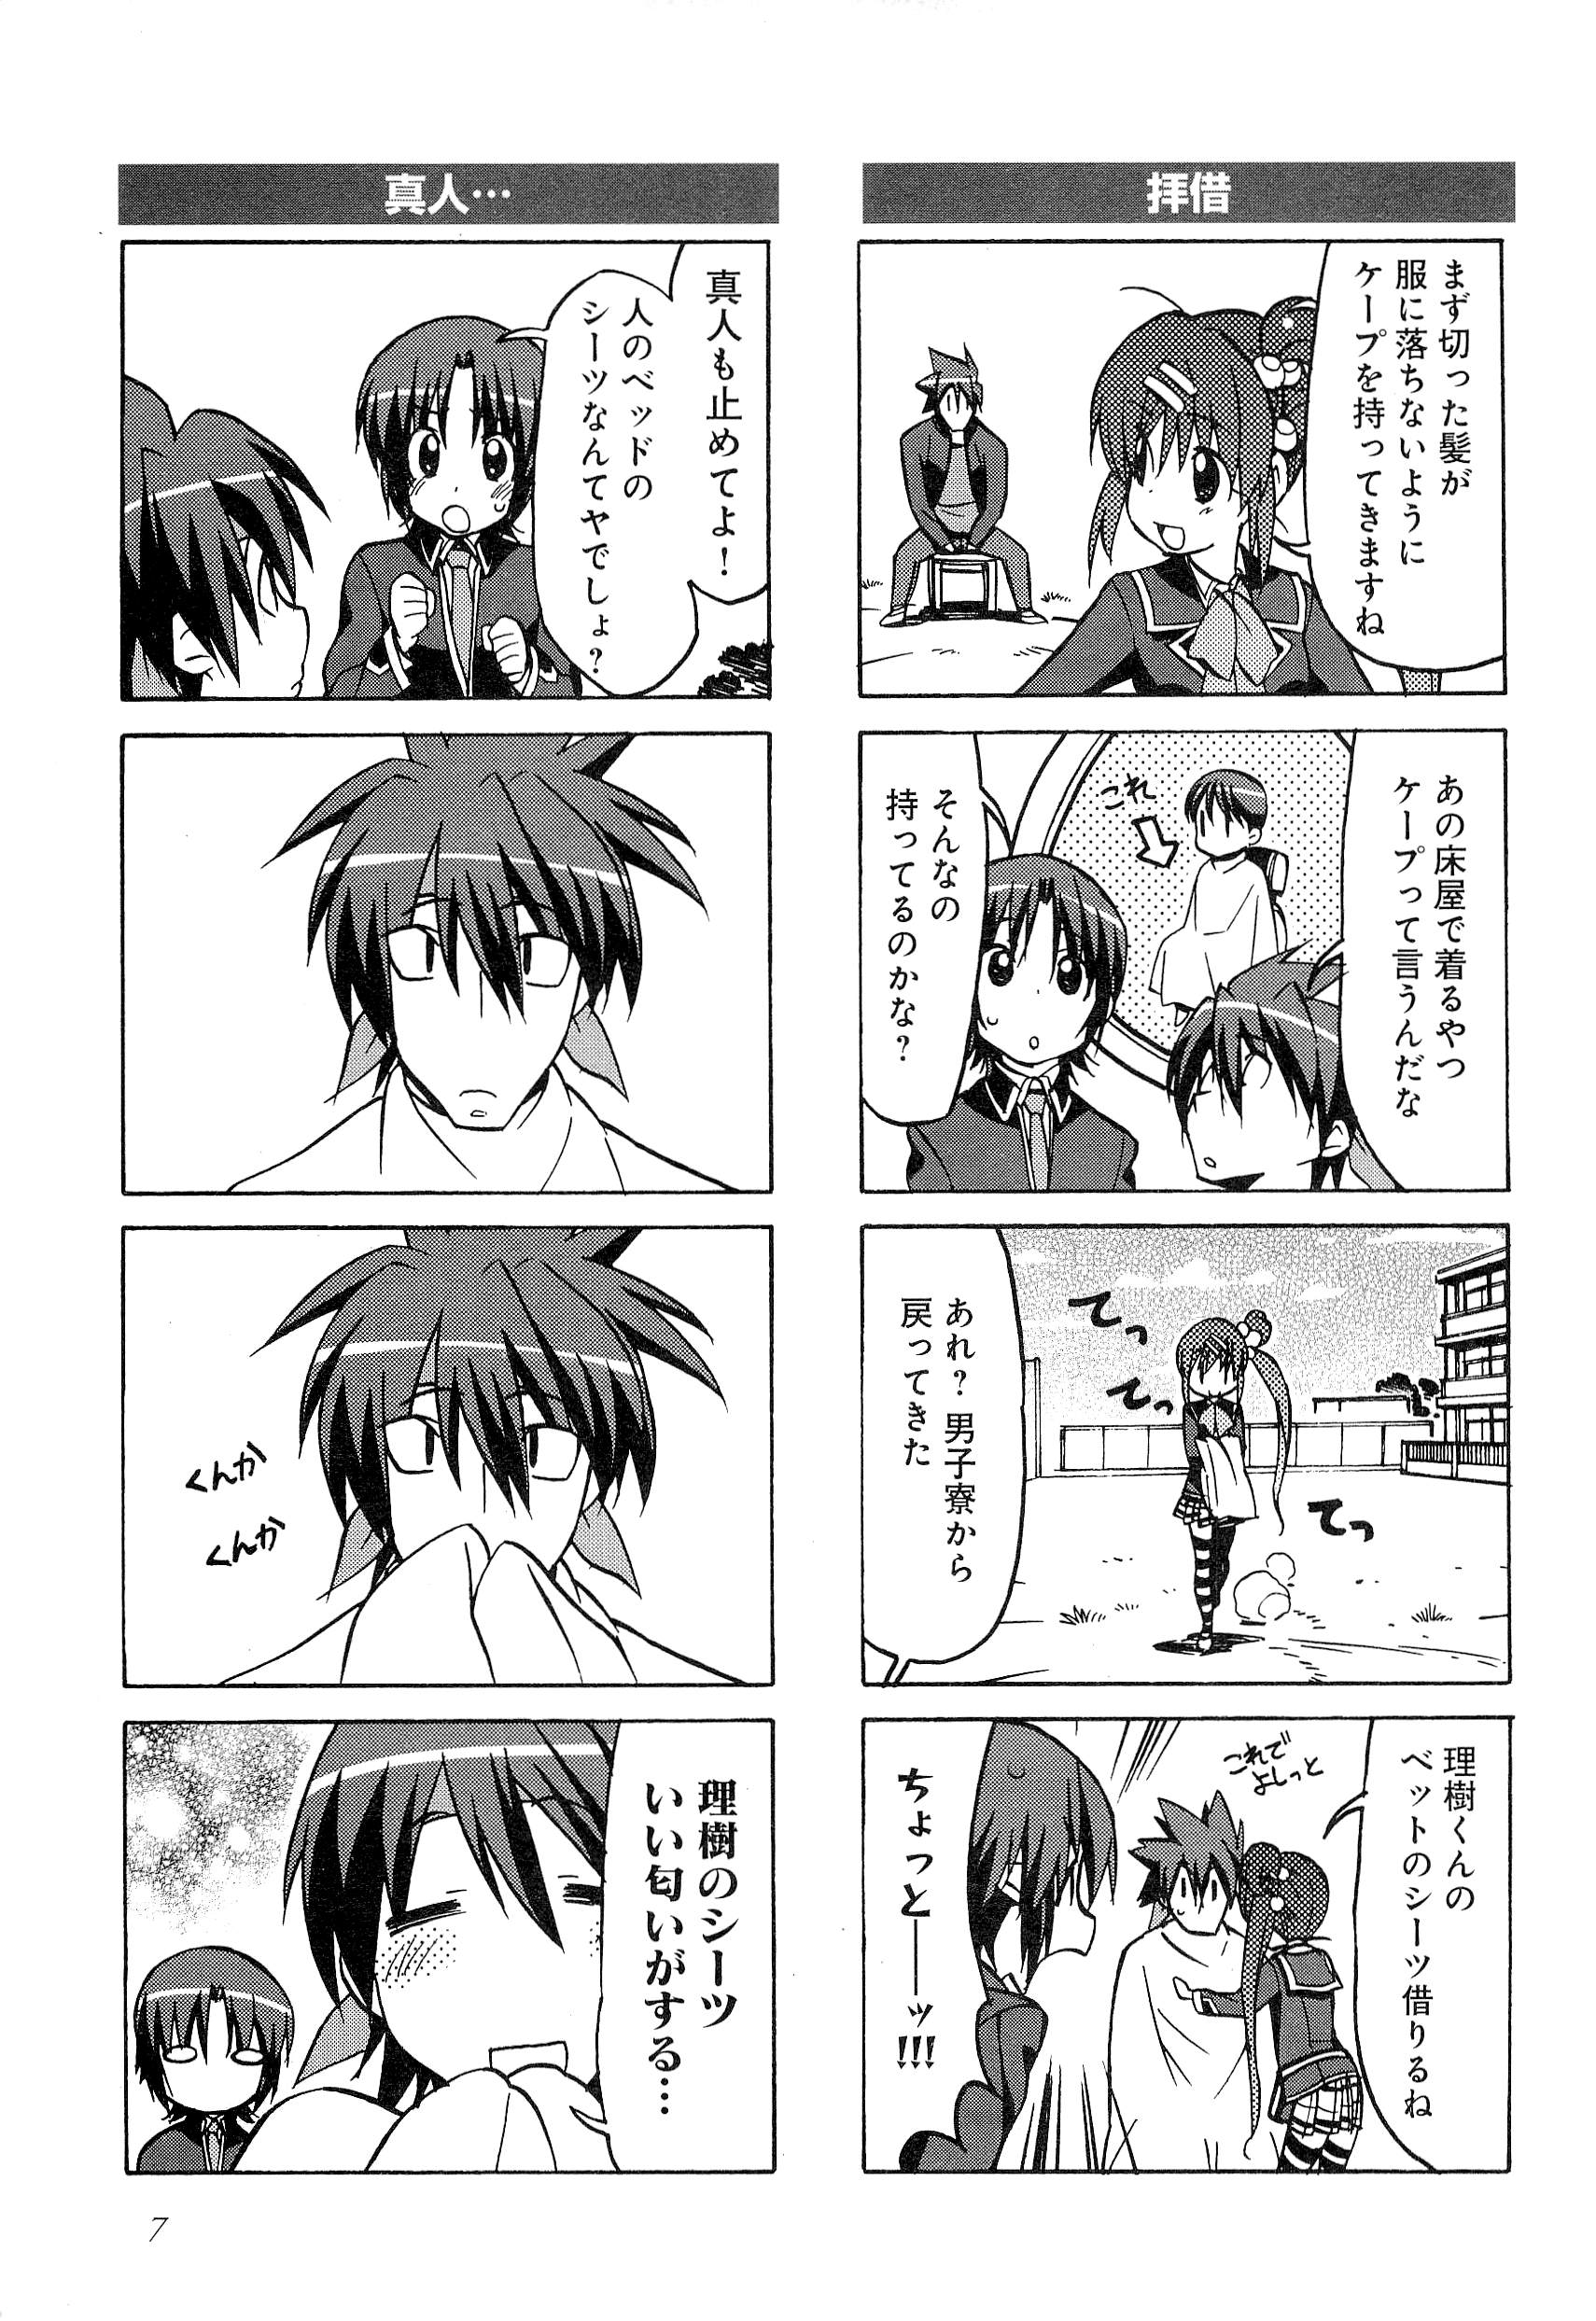 拝借
まず切った髪が
服に落ちないように
ケープを持ってきますね
あの床屋で着るやつ
ケープって言うんだな
これ
そんなの
持ってるのかな?
てっ
てっ
てっ
あれ? 男子寮から
戻ってきた
理樹くんの
ベットのシーツ借りるね
これで
よしっと
ちょっと――ッ!!!
真人…
真人も止めてよ!
人のベッドの
シーツなんてヤでしょ?
くんか
くんか
理樹のシーツ
いい匂いがする…
7